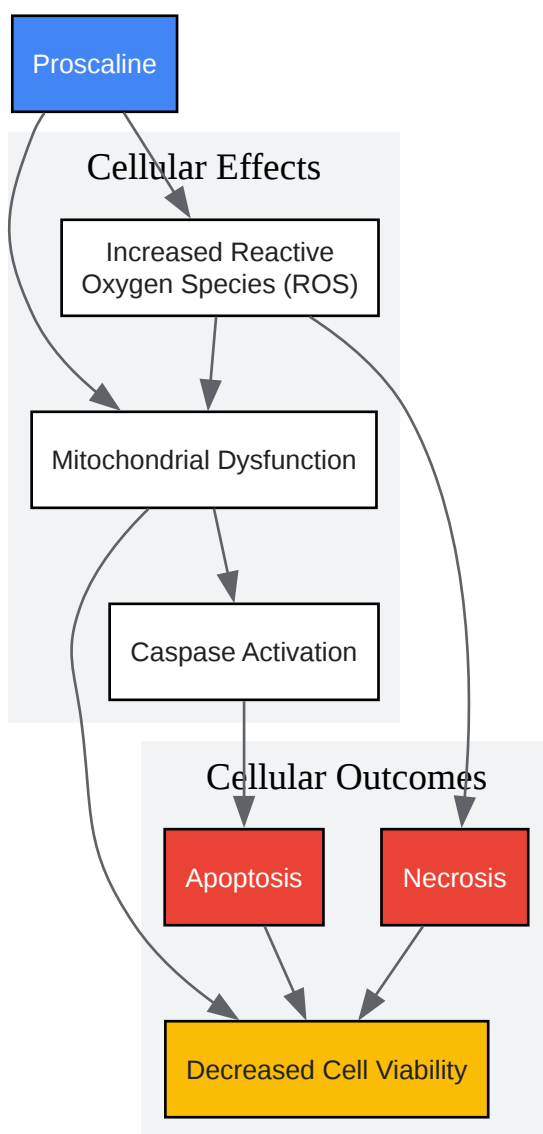 Proscaline
Cellular Effects
Increased Reactive
Oxygen Species (ROS)
Mitochondrial Dysfunction
Caspase Activation
Cellular Outcomes
Apoptosis
Necrosis
Decreased Cell Viability